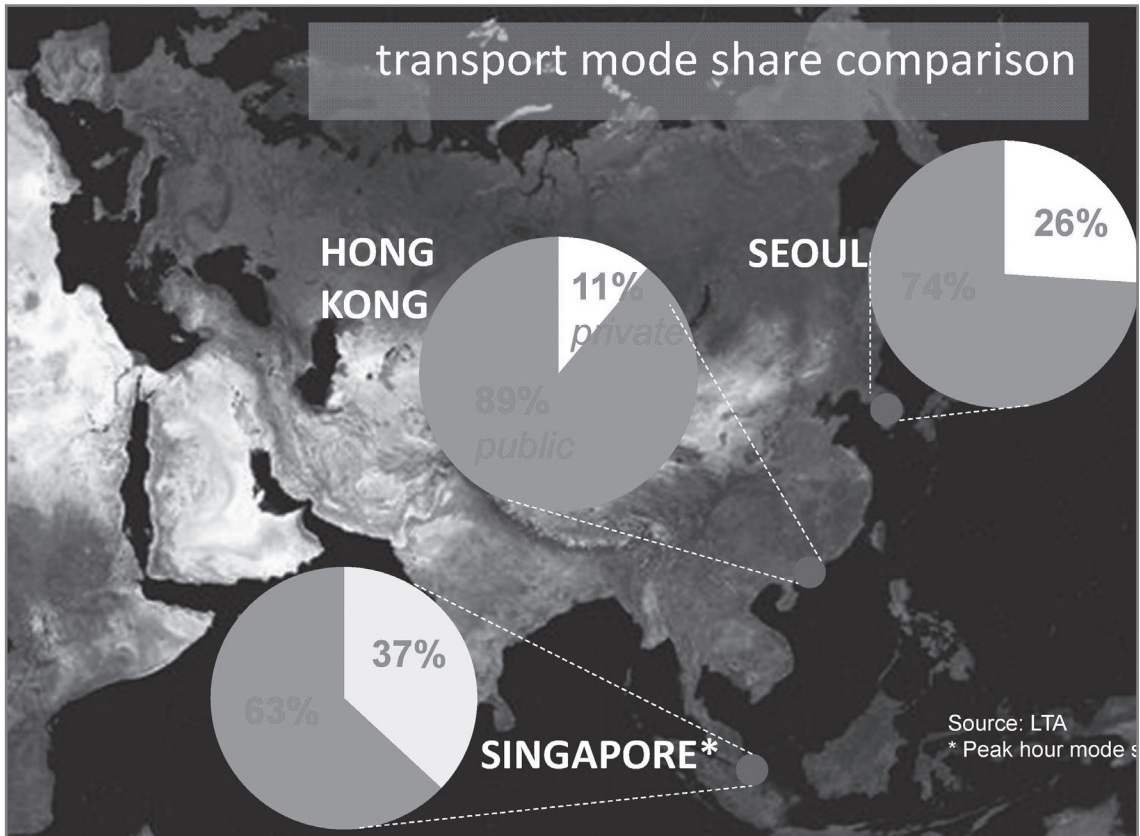 transport mode share comparison
HONG
KONG
11%
private
89%
public
SEOUL
26%
74%
37%
63%
SINGAPORE*
Source: LTA
* Peak hour mode s